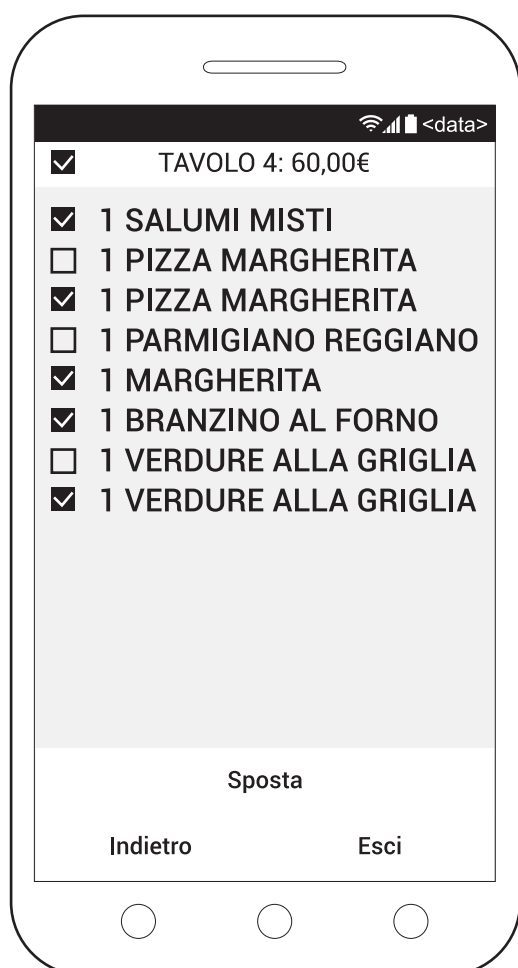 <data>
TAVOLO 4: 60,00€
1 SALUMI MISTI
1 PIZZA MARGHERITA
1 PIZZA MARGHERITA
1 PARMIGIANO REGGIANO
1 MARGHERITA
1 BRANZINO AL FORNO
1 VERDURE ALLA GRIGLIA
1 VERDURE ALLA GRIGLIA
Sposta
Indietro Esci